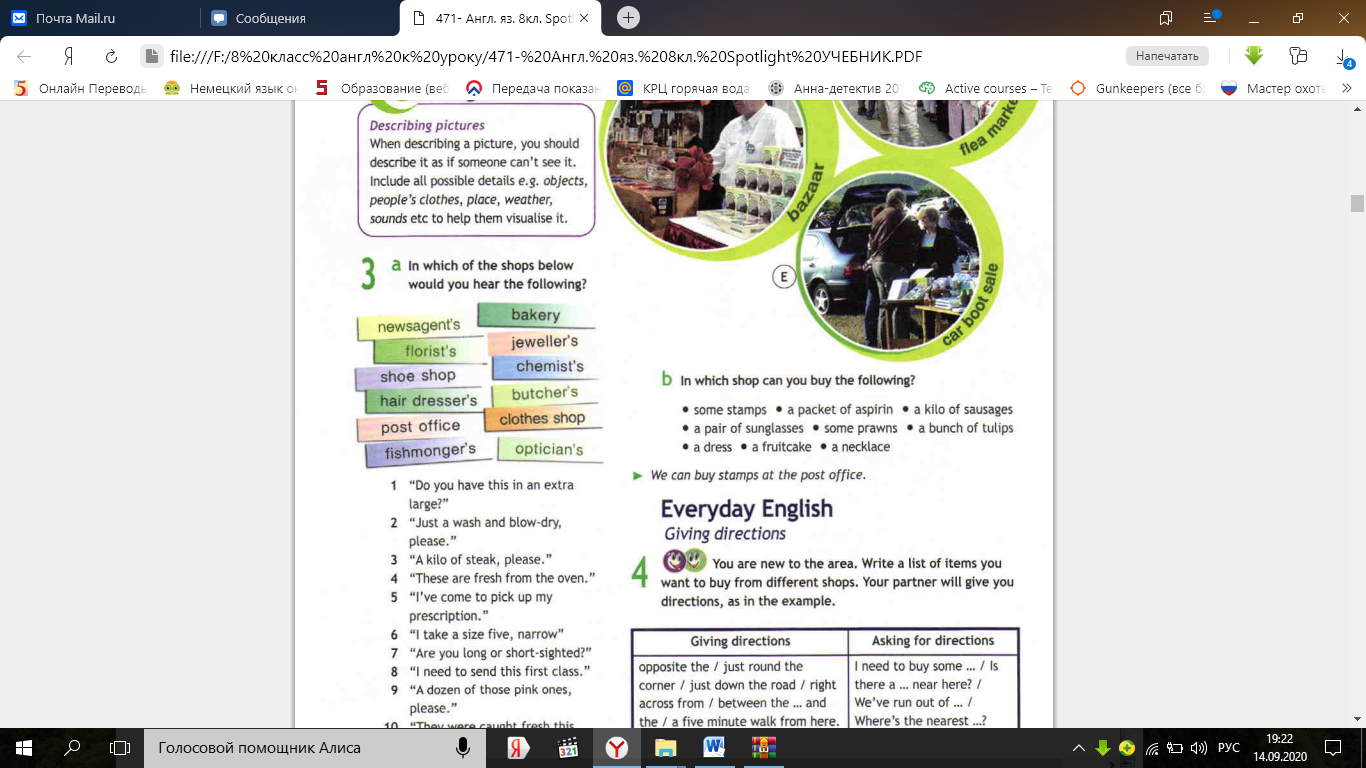 Почта Mail.ru
Сообщения
471- Англ. яз. 8кл. Spotl
file:///F:/8%20класс%20англ%20к%20уроку/471-%20Англ.%20яз.%208кл.%20Spotlight%20УЧЕБНИК.PDF
Напечатать
4
Онлайн Переводь
Немецкий язык он
Образование (веб
Передача показан
КРЦ горячая вода
Анна-детектив 20
Active courses – Te
Gunkeepers (все б
Мастер охоть
»
Describing pictures
When describing a picture, you should
describe it as if someone can't see it.
Include all possible details e.g. objects,
people's clothes, place, weather,
sounds etc to help them visualise it.
flea marke
bazaar
E
car boot sale
3 a In which of the shops below
would you hear the following?
newsagent's
bakery
florist's
jeweller's
shoe shop
chemist's
hair dresser's
butcher's
post office
clothes shop
fishmonger's
optician's
1 "Do you have this in an extra
large?"
2 "Just a wash and blow-dry,
please."
3 "A kilo of steak, please."
4 "These are fresh from the oven."
5 "I've come to pick up my
prescription."
6 "I take a size five, narrow"
7 "Are you long or short-sighted?"
8 "I need to send this first class."
9 "A dozen of those pink ones,
please."
10 "They were caught fresh this
b In which shop can you buy the following?
• some stamps • a packet of aspirin • a kilo of sausages
• a pair of sunglasses • some prawns • a bunch of tulips
• a dress • a fruitcake • a necklace
► We can buy stamps at the post office.
Everyday English
Giving directions
4 You are new to the area. Write a list of items you
want to buy from different shops. Your partner will give you
directions, as in the example.
Giving directions
opposite the / just round the
corner / just down the road / right
across from / between the ... and
the / a five minute walk from here.
Asking for directions
I need to buy some ... / Is
there a ... near here? /
We've run out of ... /
Where's the nearest ...?
Голосовой помощник Алиса
321
РУС
19:22
14.09.2020